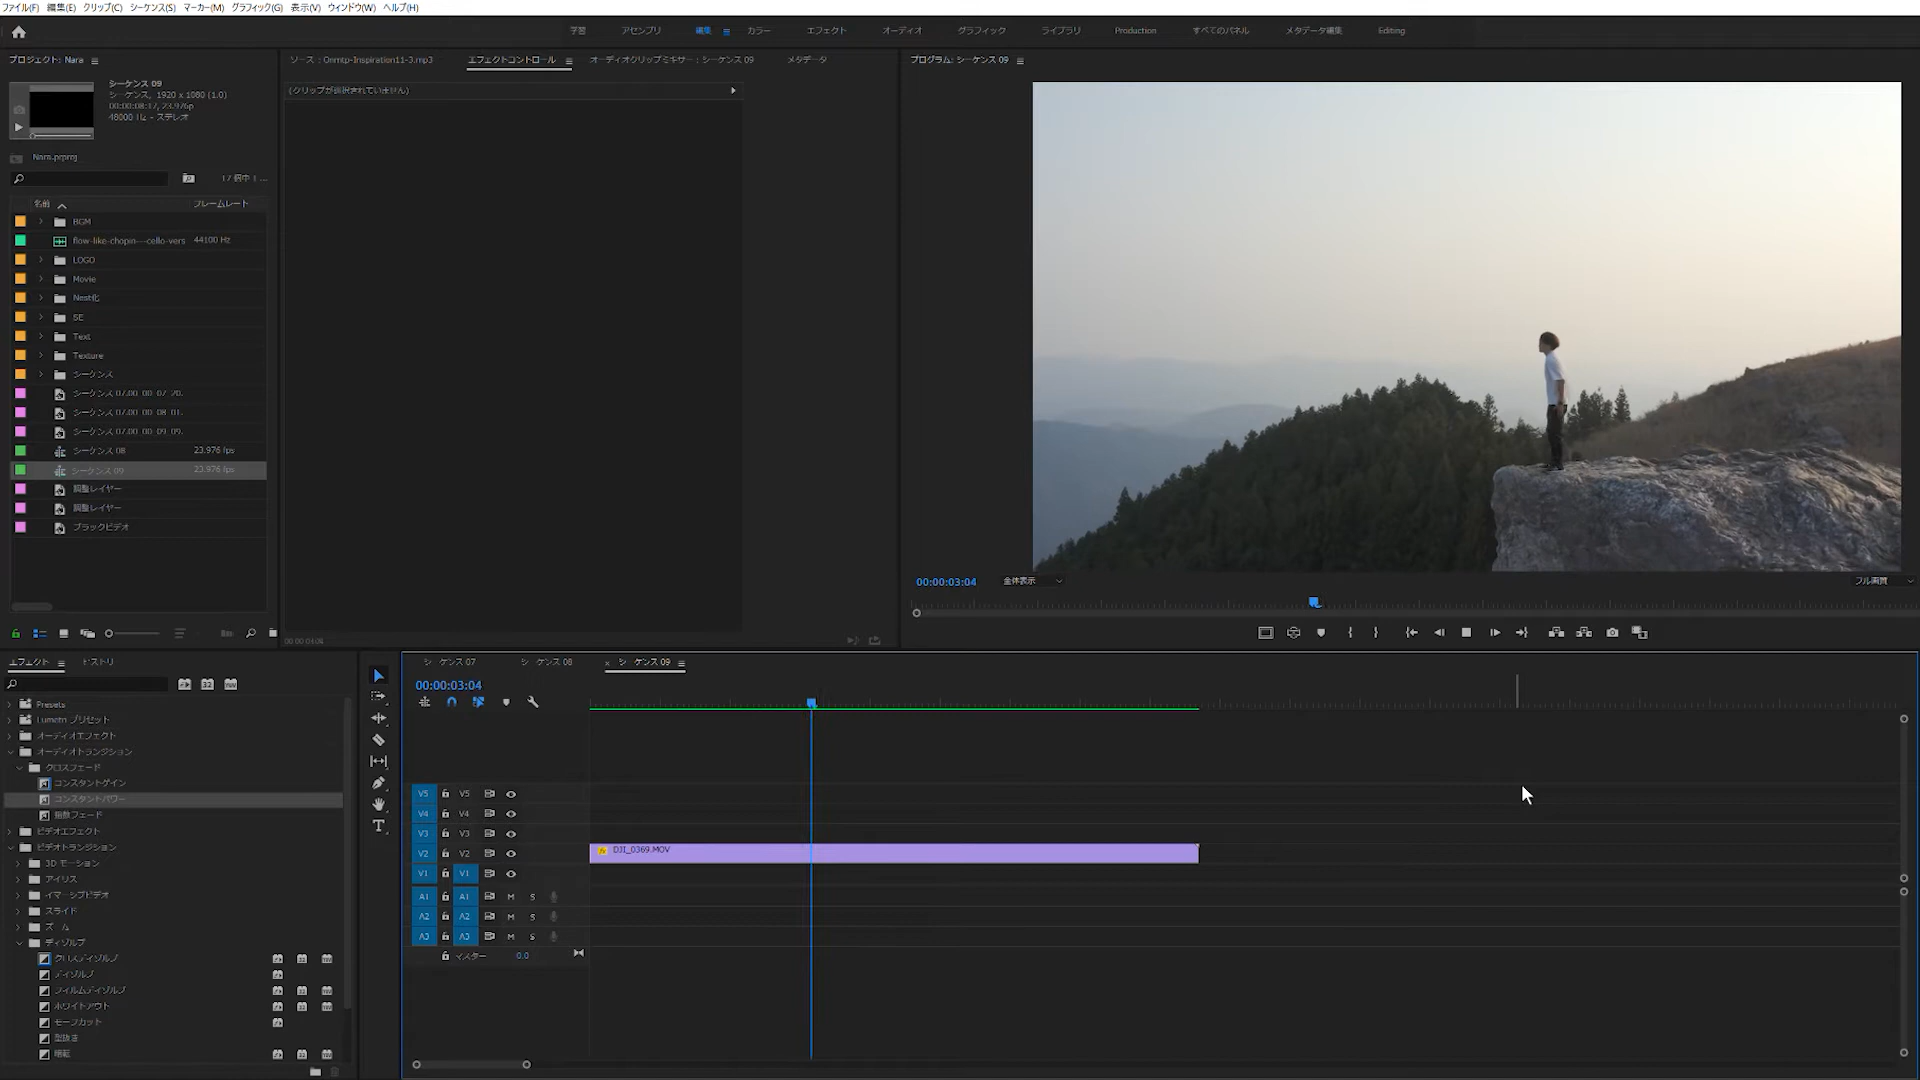 ファイル(F) 編集(E) クリップ(C) シーケンス(S) マーカー(M) グラフィック(G) 表示(V) ウィンドウ(W) ヘルプ(H)
学習 アセンブリ 編集 カラー エフェクト オーディオ グラフィック ライブラリ Production すべてのパネル メタデータ編集 Editing
プロジェクト: Nara
シーケンス 09
シーケンス, 1920 x 1080 (1.0)
00:00:08:17, 23.976p
48000 Hz - ステレオ
Nara.prproj
17 個中 1 ...
名前 フレームレート
BGM
flow-like-chopin---cello-vers 44100 Hz
LOGO
Movie
Nest化
SE
Text
Texture
シーケンス
シーケンス 07.00_00_07_20.
シーケンス 07.00_00_08_01.
シーケンス 07.00_00_09_09.
シーケンス 08 23.976 fps
シーケンス 09 23.976 fps
調整レイヤー
調整レイヤー
ブラックビデオ
ソース: Onmtp-Inspiration11-3.mp3 エフェクトコントロール オーディオクリップミキサー: シーケンス 09 メタデータ
(クリップが選択されていません)
00:00:03:04
プログラム: シーケンス 09
00:00:03:04 全体表示 フル画質
エフェクト ヒストリー
Presets
Lumetri プリセット
オーディオエフェクト
オーディオトランジション
クロスフェード
コンスタントゲイン
コンスタントパワー
指数フェード
ビデオエフェクト
ビデオトランジション
3D モーション
アイリス
イマーシブビデオ
スライド
ズーム
ディゾルブ
クロスディゾルブ
ディゾルブ
フィルムディゾルブ
ホワイトアウト
モーフカット
型抜き
暗転
シーケンス 07 シーケンス 08 × シーケンス 09
00:00:03:04
V5 V5
V4 V4
V3 V3
V2 V2 fx DJI_0369.MOV
V1 V1
A1 A1 M S
A2 A2 M S
A3 A3 M S
マスター 0.0
T